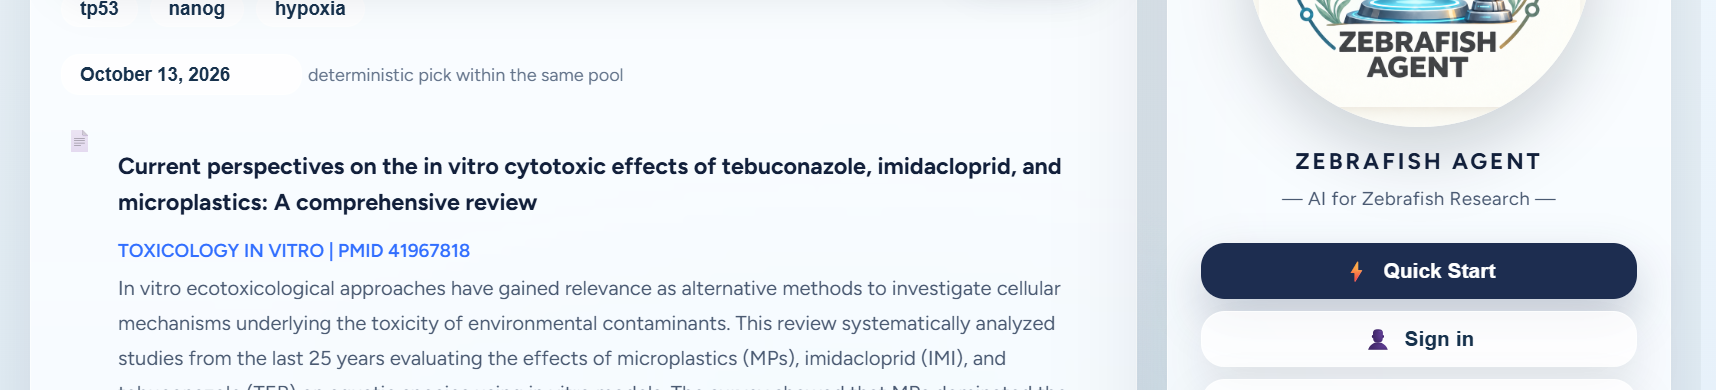 tp53 nanog hypoxia
October 13, 2026 deterministic pick within the same pool
Current perspectives on the in vitro cytotoxic effects of tebuconazole, imidacloprid, and
microplastics: A comprehensive review
TOXICOLOGY IN VITRO | PMID 41967818
In vitro ecotoxicological approaches have gained relevance as alternative methods to investigate cellular
mechanisms underlying the toxicity of environmental contaminants. This review systematically analyzed
studies from the last 25 years evaluating the effects of microplastics (MPs), imidacloprid (IMI), and
ZEBRAFISH
AGENT
ZEBRAFISH AGENT
— AI for Zebrafish Research —
Quick Start
Sign in